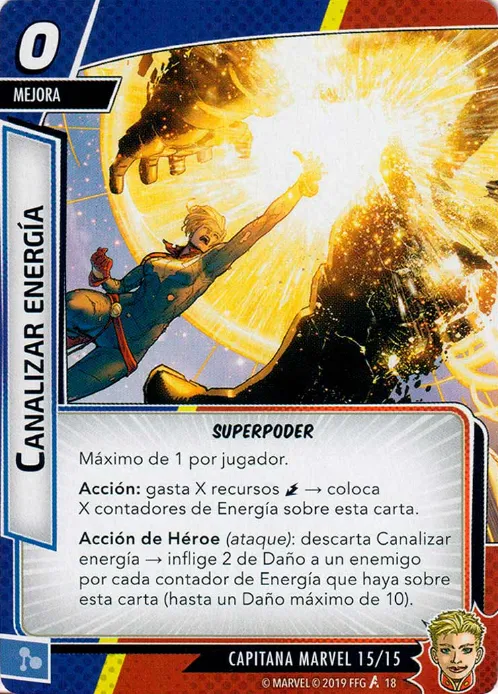 0
MEJORA
CANALIZAR ENERGÍA
SUPERPODER
Máximo de 1 por jugador.
Acción: gasta X recursos → coloca
X contadores de Energía sobre esta carta.
Acción de Héroe (ataque): descarta Canalizar
energía → inflige 2 de Daño a un enemigo
por cada contador de Energía que haya sobre
esta carta (hasta un Daño máximo de 10).
CAPITANA MARVEL 15/15
© MARVEL © 2019 FFG 18